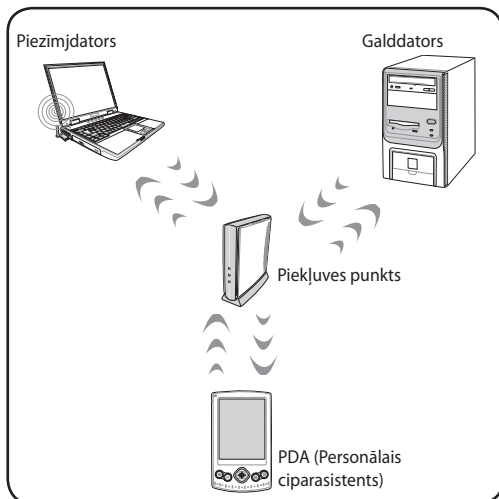 Piezīmjdators
Galddators
Piekļuves punkts
PDA (Personālais
ciparasistents)